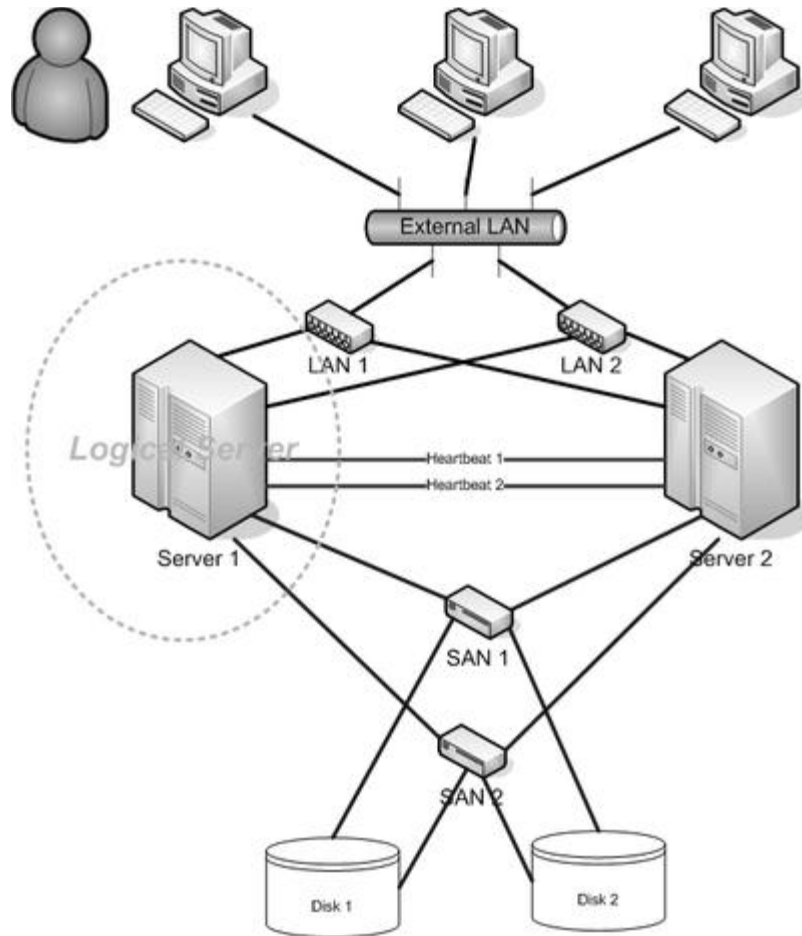 External LAN
LAN 1
LAN 2
Logical Server
Heartbeat 1
Heartbeat 2
Server 1
Server 2
SAN 1
SAN 2
Disk 1
Disk 2